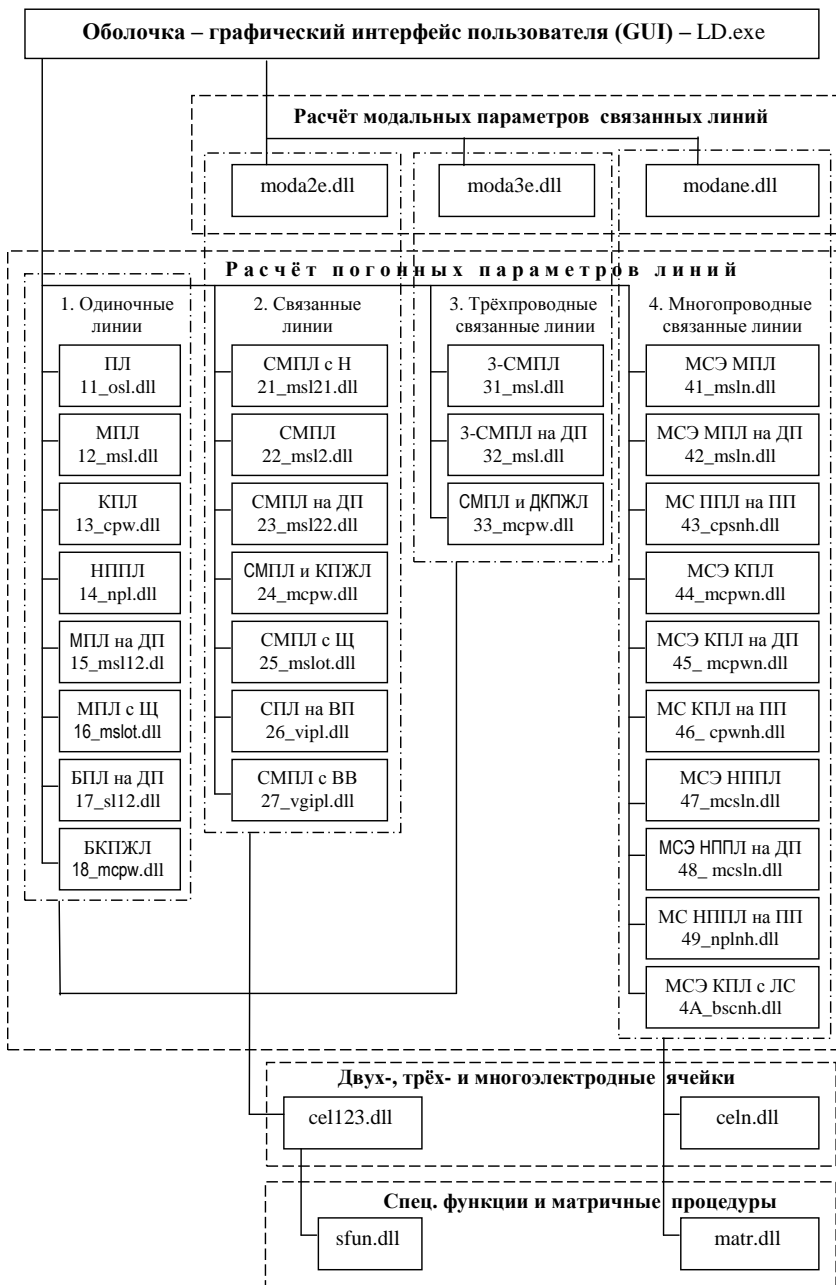 Оболочка – графический интерфейс пользователя (GUI) – LD.exe
Расчёт модальных параметров связанных линий
moda2e.dll
moda3e.dll
modane.dll
Расчёт погонных параметров линий
1. Одиночные
линии
ПЛ
11_osl.dll
МПЛ
12_msl.dll
КПЛ
13_cpw.dll
НППЛ
14_npl.dll
МПЛ на ДП
15_msl12.dl
МПЛ с Щ
16_mslot.dll
БПЛ на ДП
17_sl12.dll
БКПЖЛ
18_mcpw.dll
2. Связанные
линии
СМПЛ с Н
21_msl21.dll
СМПЛ
22_msl2.dll
СМПЛ на ДП
23_msl22.dll
СМПЛ и КПЖЛ
24_mcpw.dll
СМПЛ с Щ
25_mslot.dll
СПЛ на ВП
26_vipl.dll
СМПЛ с ВВ
27_vgipl.dll
3. Трёхпроводные
связанные линии
3-СМПЛ
31_msl.dll
3-СМПЛ на ДП
32_msl.dll
СМПЛ и ДКПЖЛ
33_mcpw.dll
4. Многопроводные
связанные линии
МСЭ МПЛ
41_msln.dll
МСЭ МПЛ на ДП
42_msln.dll
МС ППЛ на ПП
43_cpsnh.dll
МСЭ КПЛ
44_mcpwn.dll
МСЭ КПЛ на ДП
45_ mcpwn.dll
МС КПЛ на ПП
46_ cpwnh.dll
МСЭ НППЛ
47_mcsln.dll
МСЭ НППЛ на ДП
48_ mcsln.dll
МС НППЛ на ПП
49_nplnh.dll
МСЭ КПЛ с ЛС
4A_bscnh.dll
Двух-, трёх- и многоэлектродные ячейки
cel123.dll
celn.dll
Спец. функции и матричные процедуры
sfun.dll
matr.dll